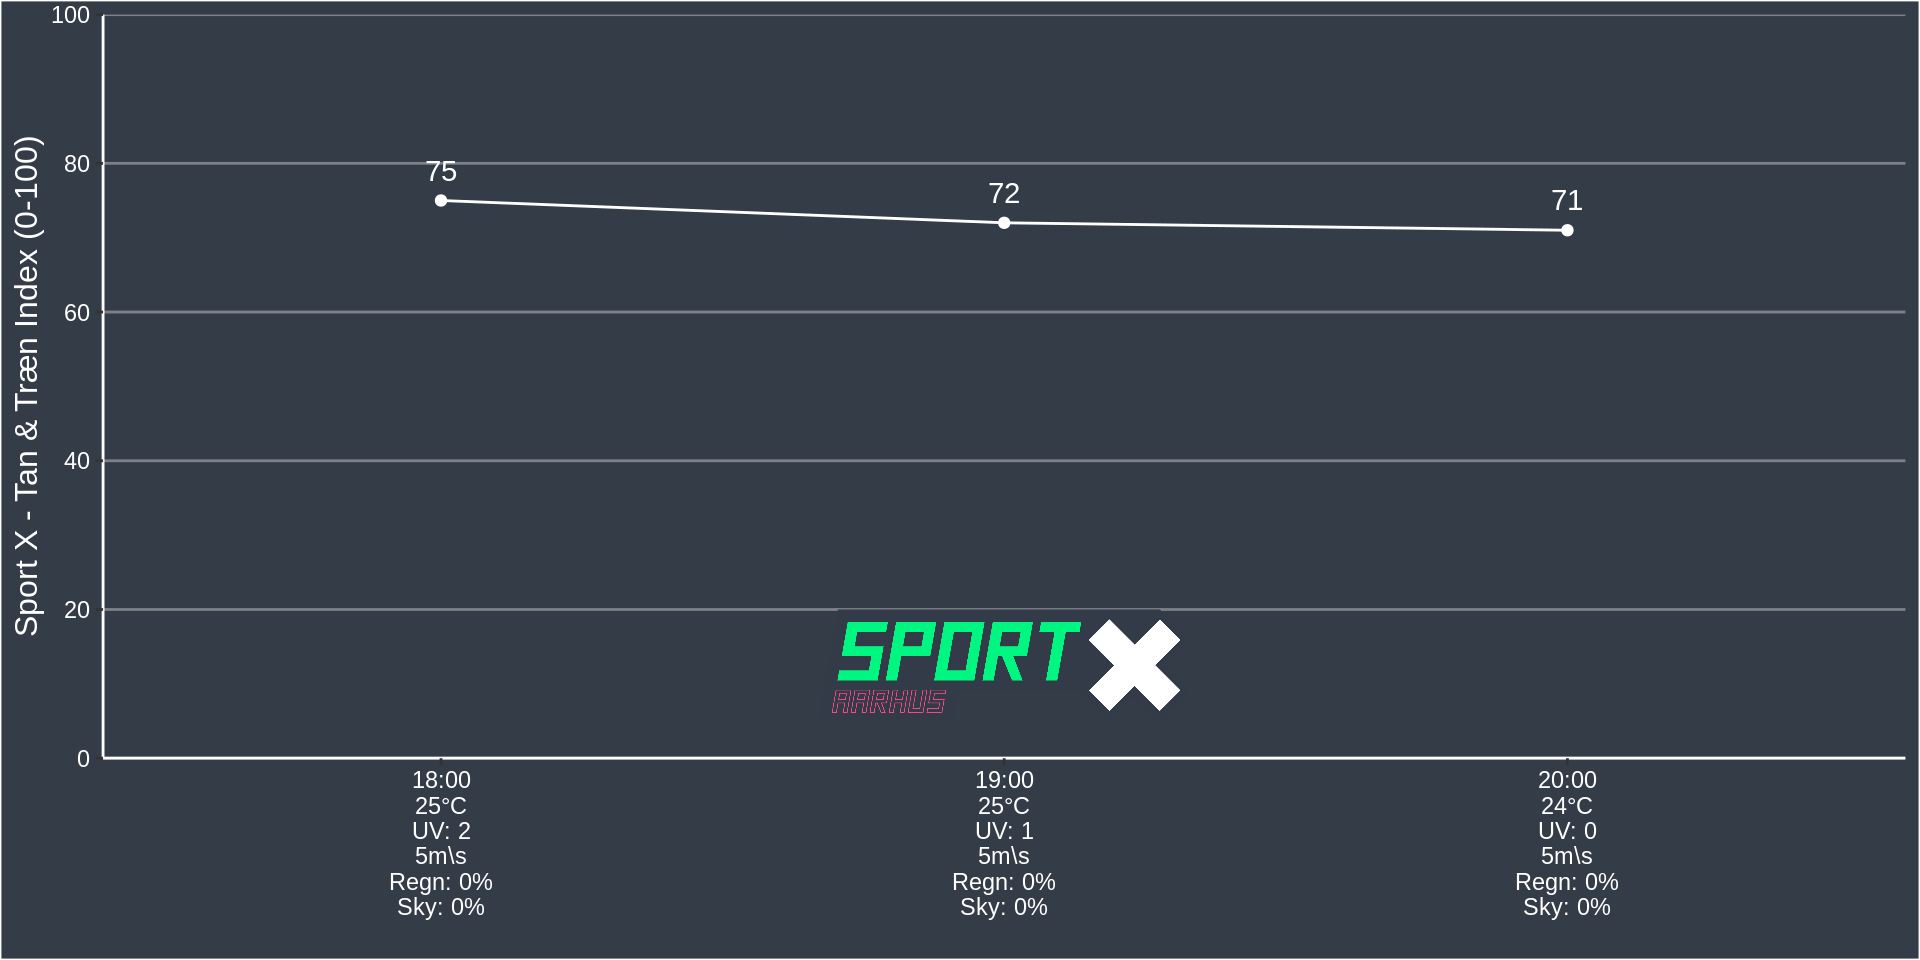 Sport X - Tan & Træn Index (0-100)
100
80
60
40
20
0
75
72
71
SPORT X
AARHUS
18:00
25°C
UV: 2
5m\s
Regn: 0%
Sky: 0%
19:00
25°C
UV: 1
5m\s
Regn: 0%
Sky: 0%
20:00
24°C
UV: 0
5m\s
Regn: 0%
Sky: 0%